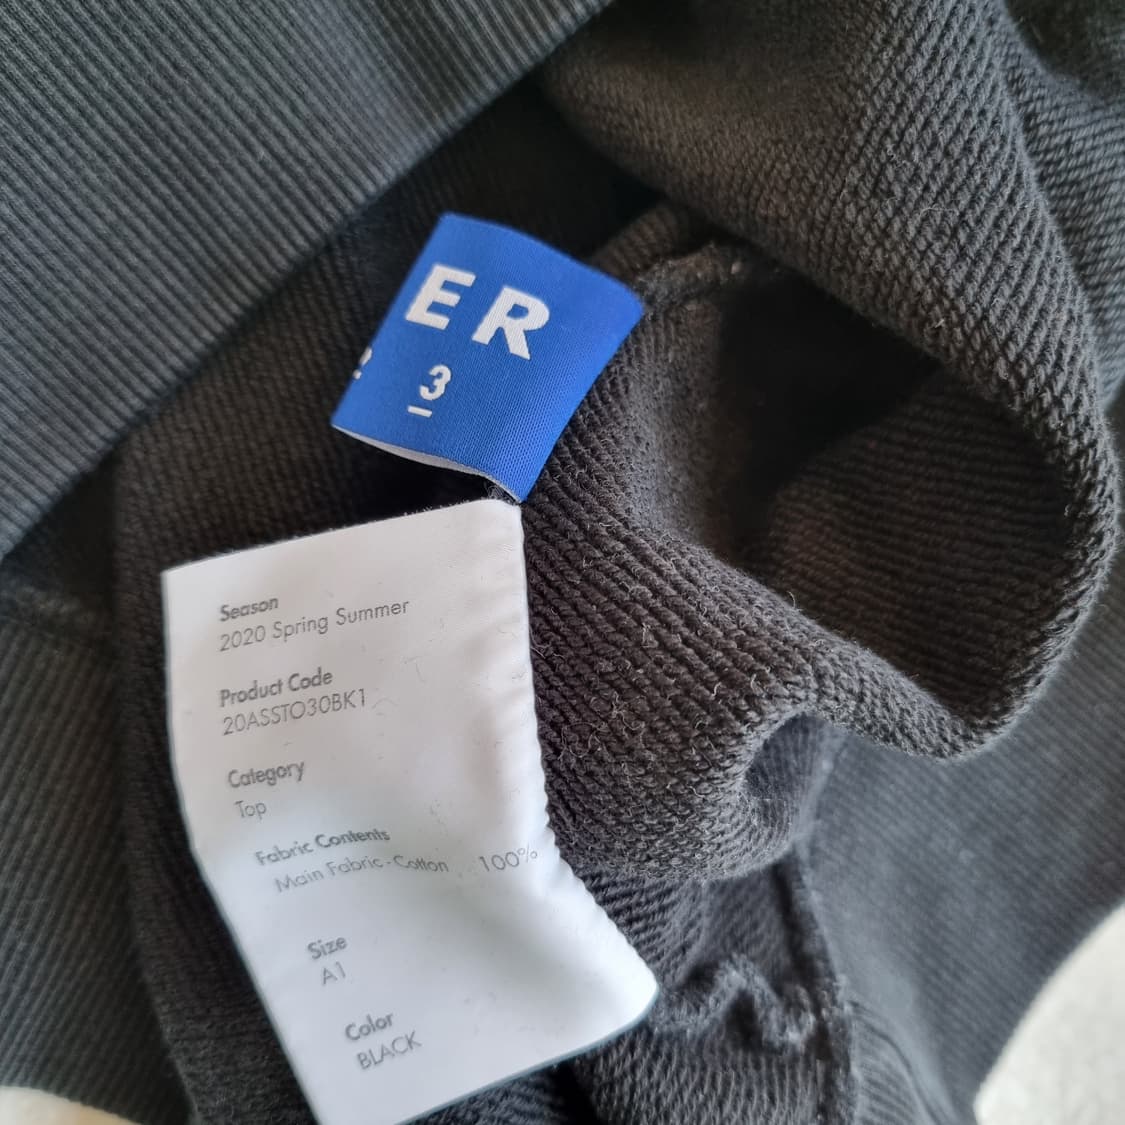 ER
3
Season
2020 Spring Summer
Product Code
20ASSTO30BK1
Category
Top
Fabric Contents
Main Fabric - Cotton 100%
Size
A1
Color
BLACK